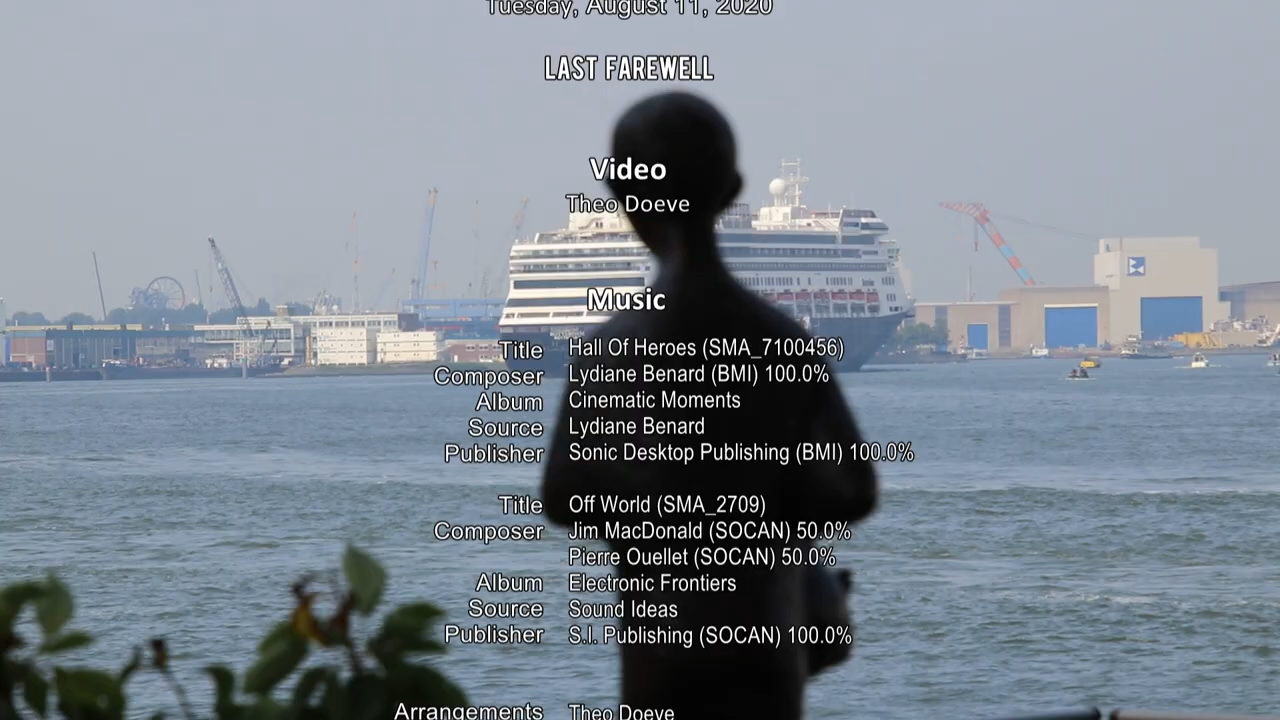 Tuesday, August 11, 2020
LAST FAREWELL
Video
Theo Doeve
Music
Title Hall Of Heroes (SMA_7100456)
Composer Lydiane Benard (BMI) 100.0%
Album Cinematic Moments
Source Lydiane Benard
Publisher Sonic Desktop Publishing (BMI) 100.0%
Title Off World (SMA_2709)
Composer Jim MacDonald (SOCAN) 50.0%
Pierre Ouellet (SOCAN) 50.0%
Album Electronic Frontiers
Source Sound Ideas
Publisher S.I. Publishing (SOCAN) 100.0%
Arrangements Theo Doeve